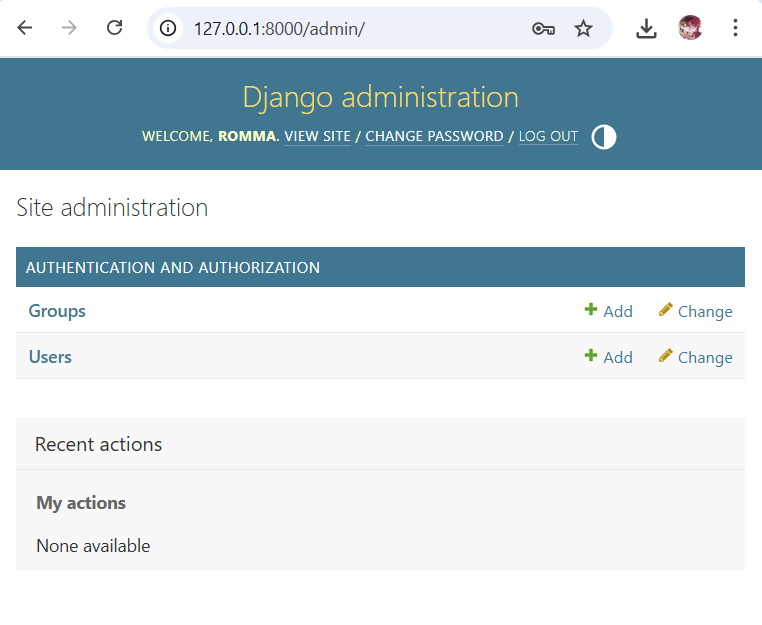 127.0.0.1:8000/admin/
Django administration
WELCOME, ROMMA. VIEW SITE / CHANGE PASSWORD / LOG OUT
Site administration
AUTHENTICATION AND AUTHORIZATION
Groups Add Change
Users Add Change
Recent actions
My actions
None available